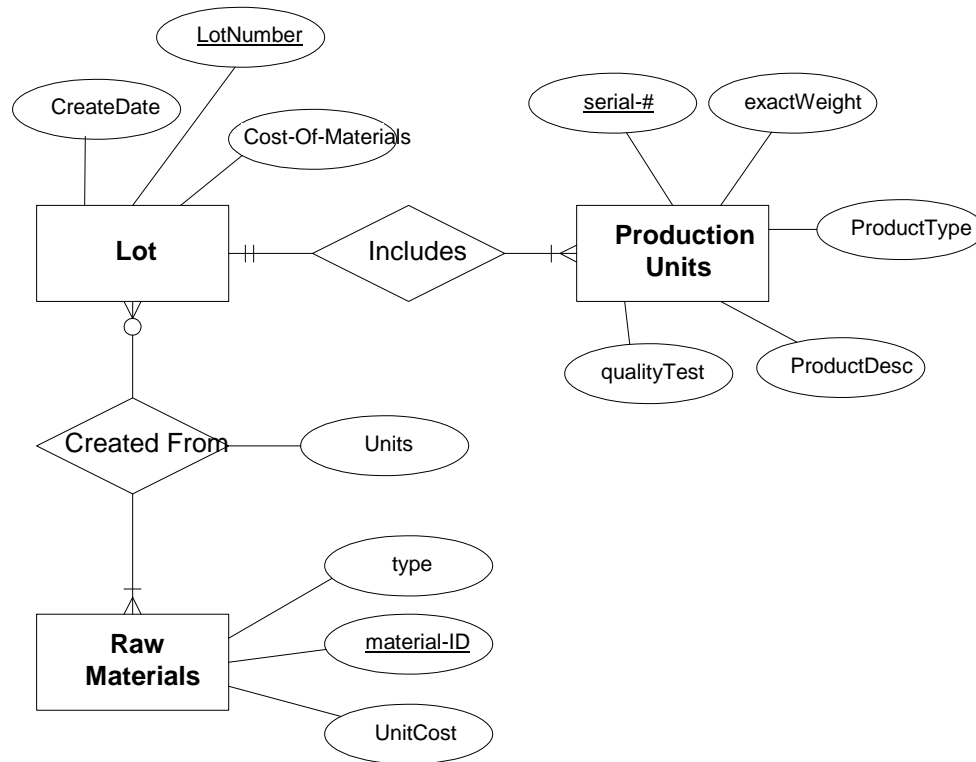 LotNumber
CreateDate
Cost-Of-Materials
serial-#
exactWeight
Lot
Includes
Production
Units
ProductType
qualityTest
ProductDesc
Created From
Units
type
Raw
Materials
material-ID
UnitCost